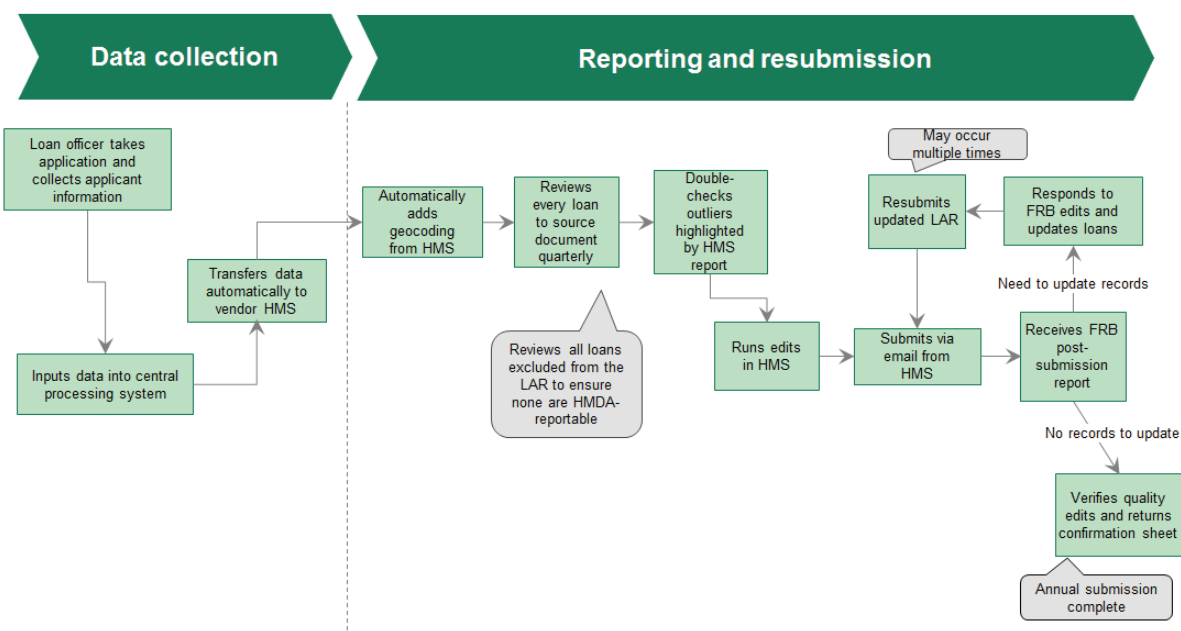 Data collection
Reporting and resubmission
Loan officer takes
application and
collects applicant
information
Inputs data into central
processing system
Transfers data
automatically to
vendor HMS
Automatically
adds
geocoding
from HMS
Reviews
every loan
to source
document
quarterly
Reviews all loans
excluded from the
LAR to ensure
none are HMDA-
reportable
Double-
checks
outliers
highlighted
by HMS
report
Runs edits
in HMS
Submits via
email from
HMS
Receives FRB
post-
submission
report
Need to update records
Responds to
FRB edits and
updates loans
Resubmits
updated LAR
May occur
multiple times
No records to update
Verifies quality
edits and returns
confirmation sheet
Annual submission
complete